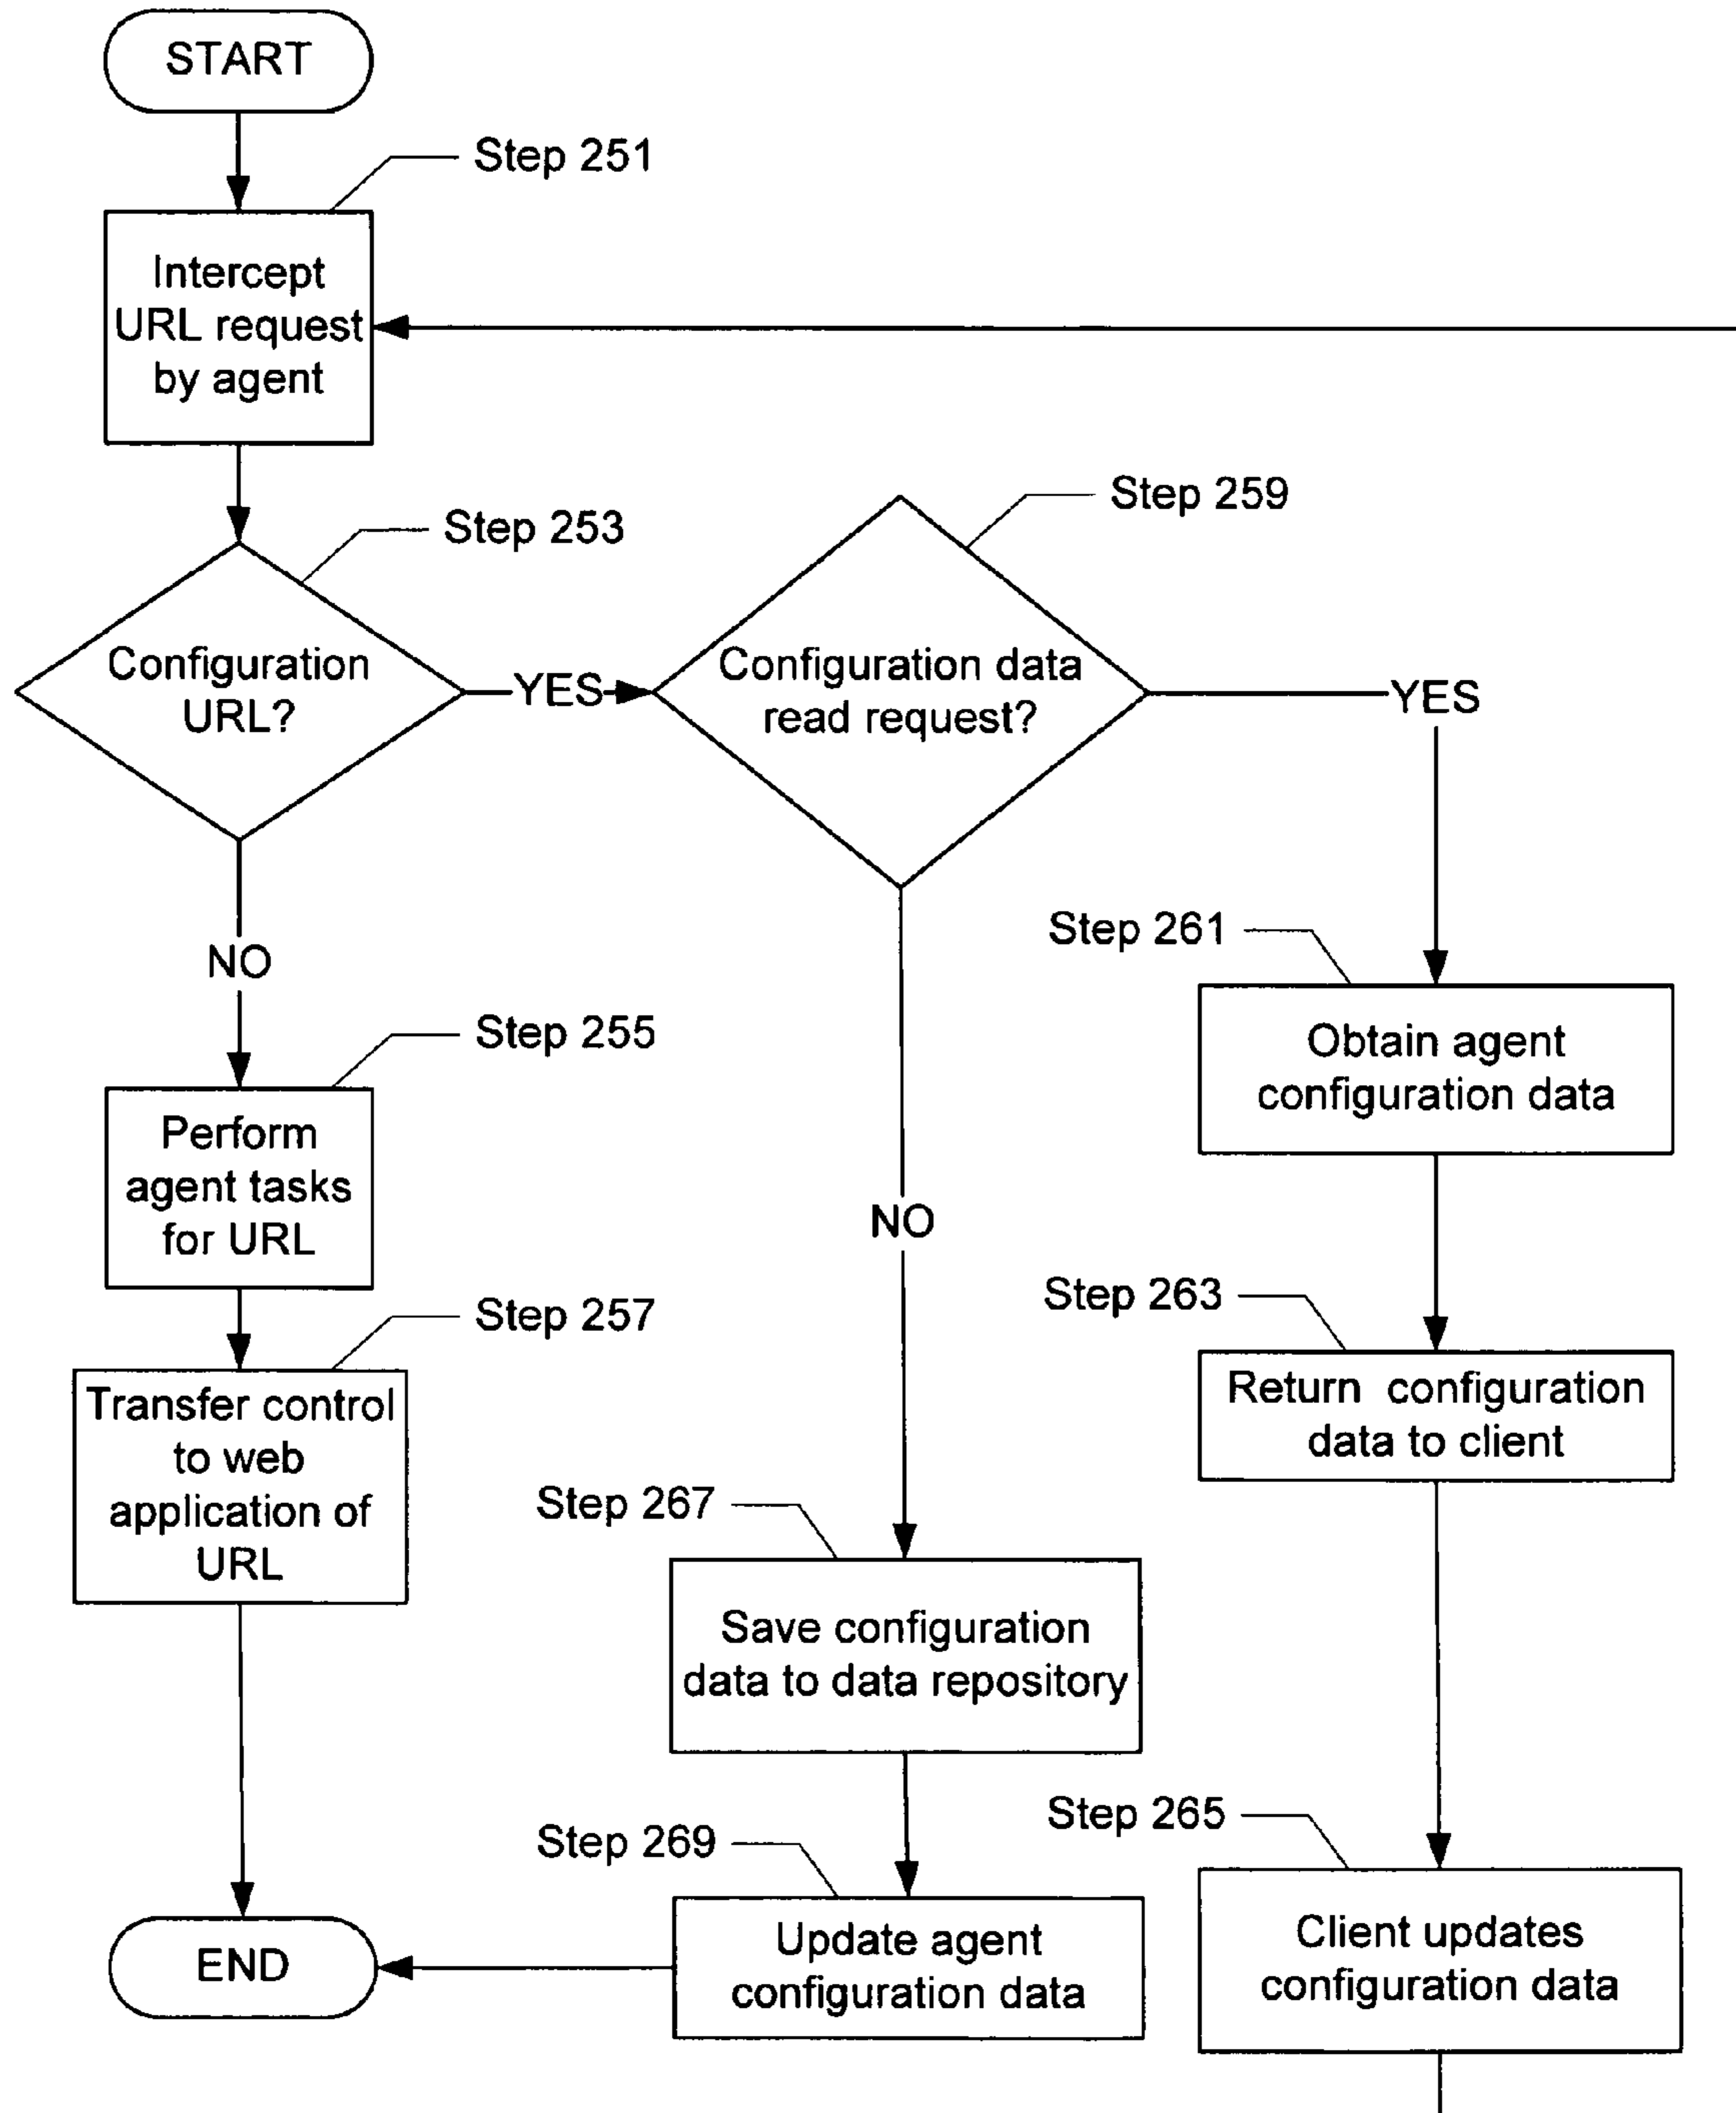 START
Step 251
Intercept
URL request
by agent
Step 253
Configuration
URL?
YES
Step 259
Configuration data
read request?
YES
NO
Step 255
Perform
agent tasks
for URL
Step 257
Transfer control
to web
application of
URL
NO
Step 261
Obtain agent
configuration data
Step 263
Return configuration
data to client
Step 267
Save configuration
data to data repository
Step 265
Client updates
configuration data
Step 269
Update agent
configuration data
END